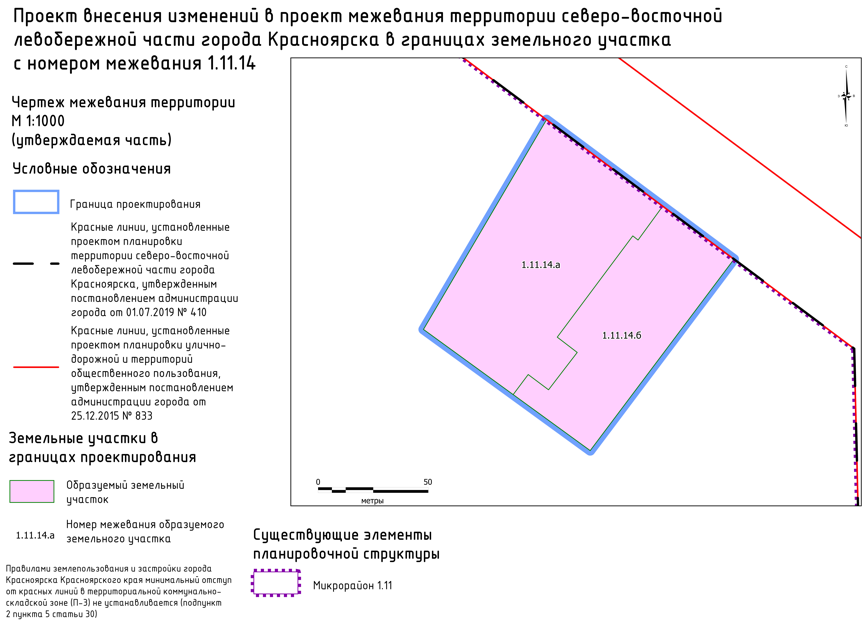 Проект внесения изменений в проект межевания территории северо-восточной
левобережной части города Красноярска в границах земельного участка
с номером межевания 1.11.14
Чертеж межевания территории
М 1:1000
(утверждаемая часть)
Условные обозначения
Граница проектирования
Красные линии, установленные
проектом планировки
территории северо-восточной
левобережной части города
Красноярска, утвержденным
постановлением администрации
города от 01.07.2019 № 410
Красные линии, установленные
проектом планировки улично-
дорожной и территорий
общественного пользования,
утвержденным постановлением
администрации города от
25.12.2015 № 833
Земельные участки в
границах проектирования
Образуемый земельный
участок
1.11.14.а
Номер межевания образуемого
земельного участка
Правилами землепользования и застройки города
Красноярска Красноярского края минимальный отступ
от красных линий в территориальной коммунально-
складской зоне (П-3) не устанавливается (подпункт
2 пункта 5 статьи 30)
1.11.14.а
1.11.14.б
0 50
метры
Существующие элементы
планировочной структуры
Микрорайон 1.11